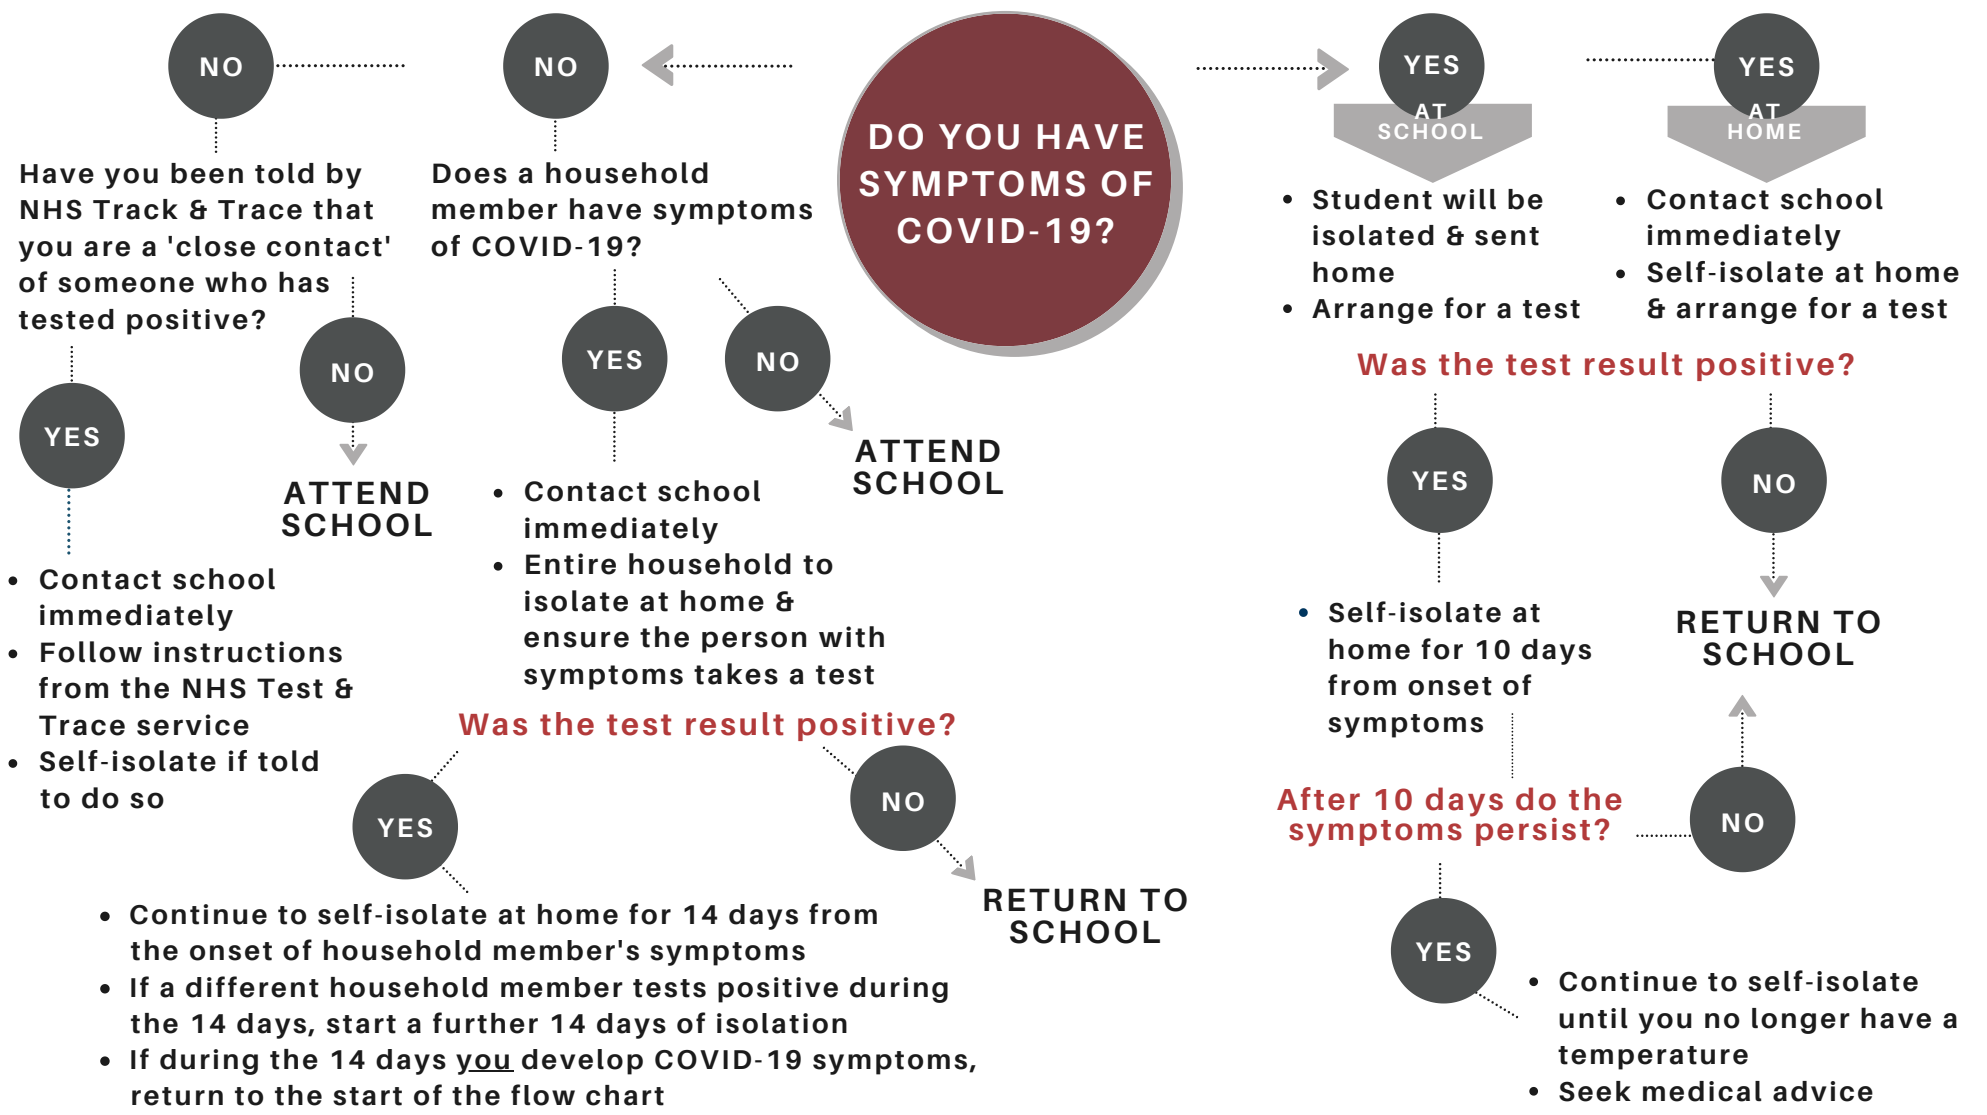 DO YOU HAVE
SYMPTOMS OF
COVID-19?
NO
Have you been told by
NHS Track & Trace that
you are a 'close contact'
of someone who has
tested positive?
NO
ATTEND
SCHOOL
YES
• Contact school
immediately
• Follow instructions
from the NHS Test &
Trace service
• Self-isolate if told
to do so
NO
Does a household
member have symptoms
of COVID-19?
YES
NO
ATTEND
SCHOOL
• Contact school
immediately
• Entire household to
isolate at home &
ensure the person with
symptoms takes a test
Was the test result positive?
YES
NO
RETURN TO
SCHOOL
• Continue to self-isolate at home for 14 days from
the onset of household member's symptoms
• If a different household member tests positive during
the 14 days, start a further 14 days of isolation
• If during the 14 days you develop COVID-19 symptoms,
return to the start of the flow chart
YES
AT
SCHOOL
• Student will be
isolated & sent
home
• Arrange for a test
YES
AT
HOME
• Contact school
immediately
• Self-isolate at home
& arrange for a test
Was the test result positive?
YES
NO
RETURN TO
SCHOOL
• Self-isolate at
home for 10 days
from onset of
symptoms
After 10 days do the
symptoms persist?
NO
YES
• Continue to self-isolate
until you no longer have a
temperature
• Seek medical advice